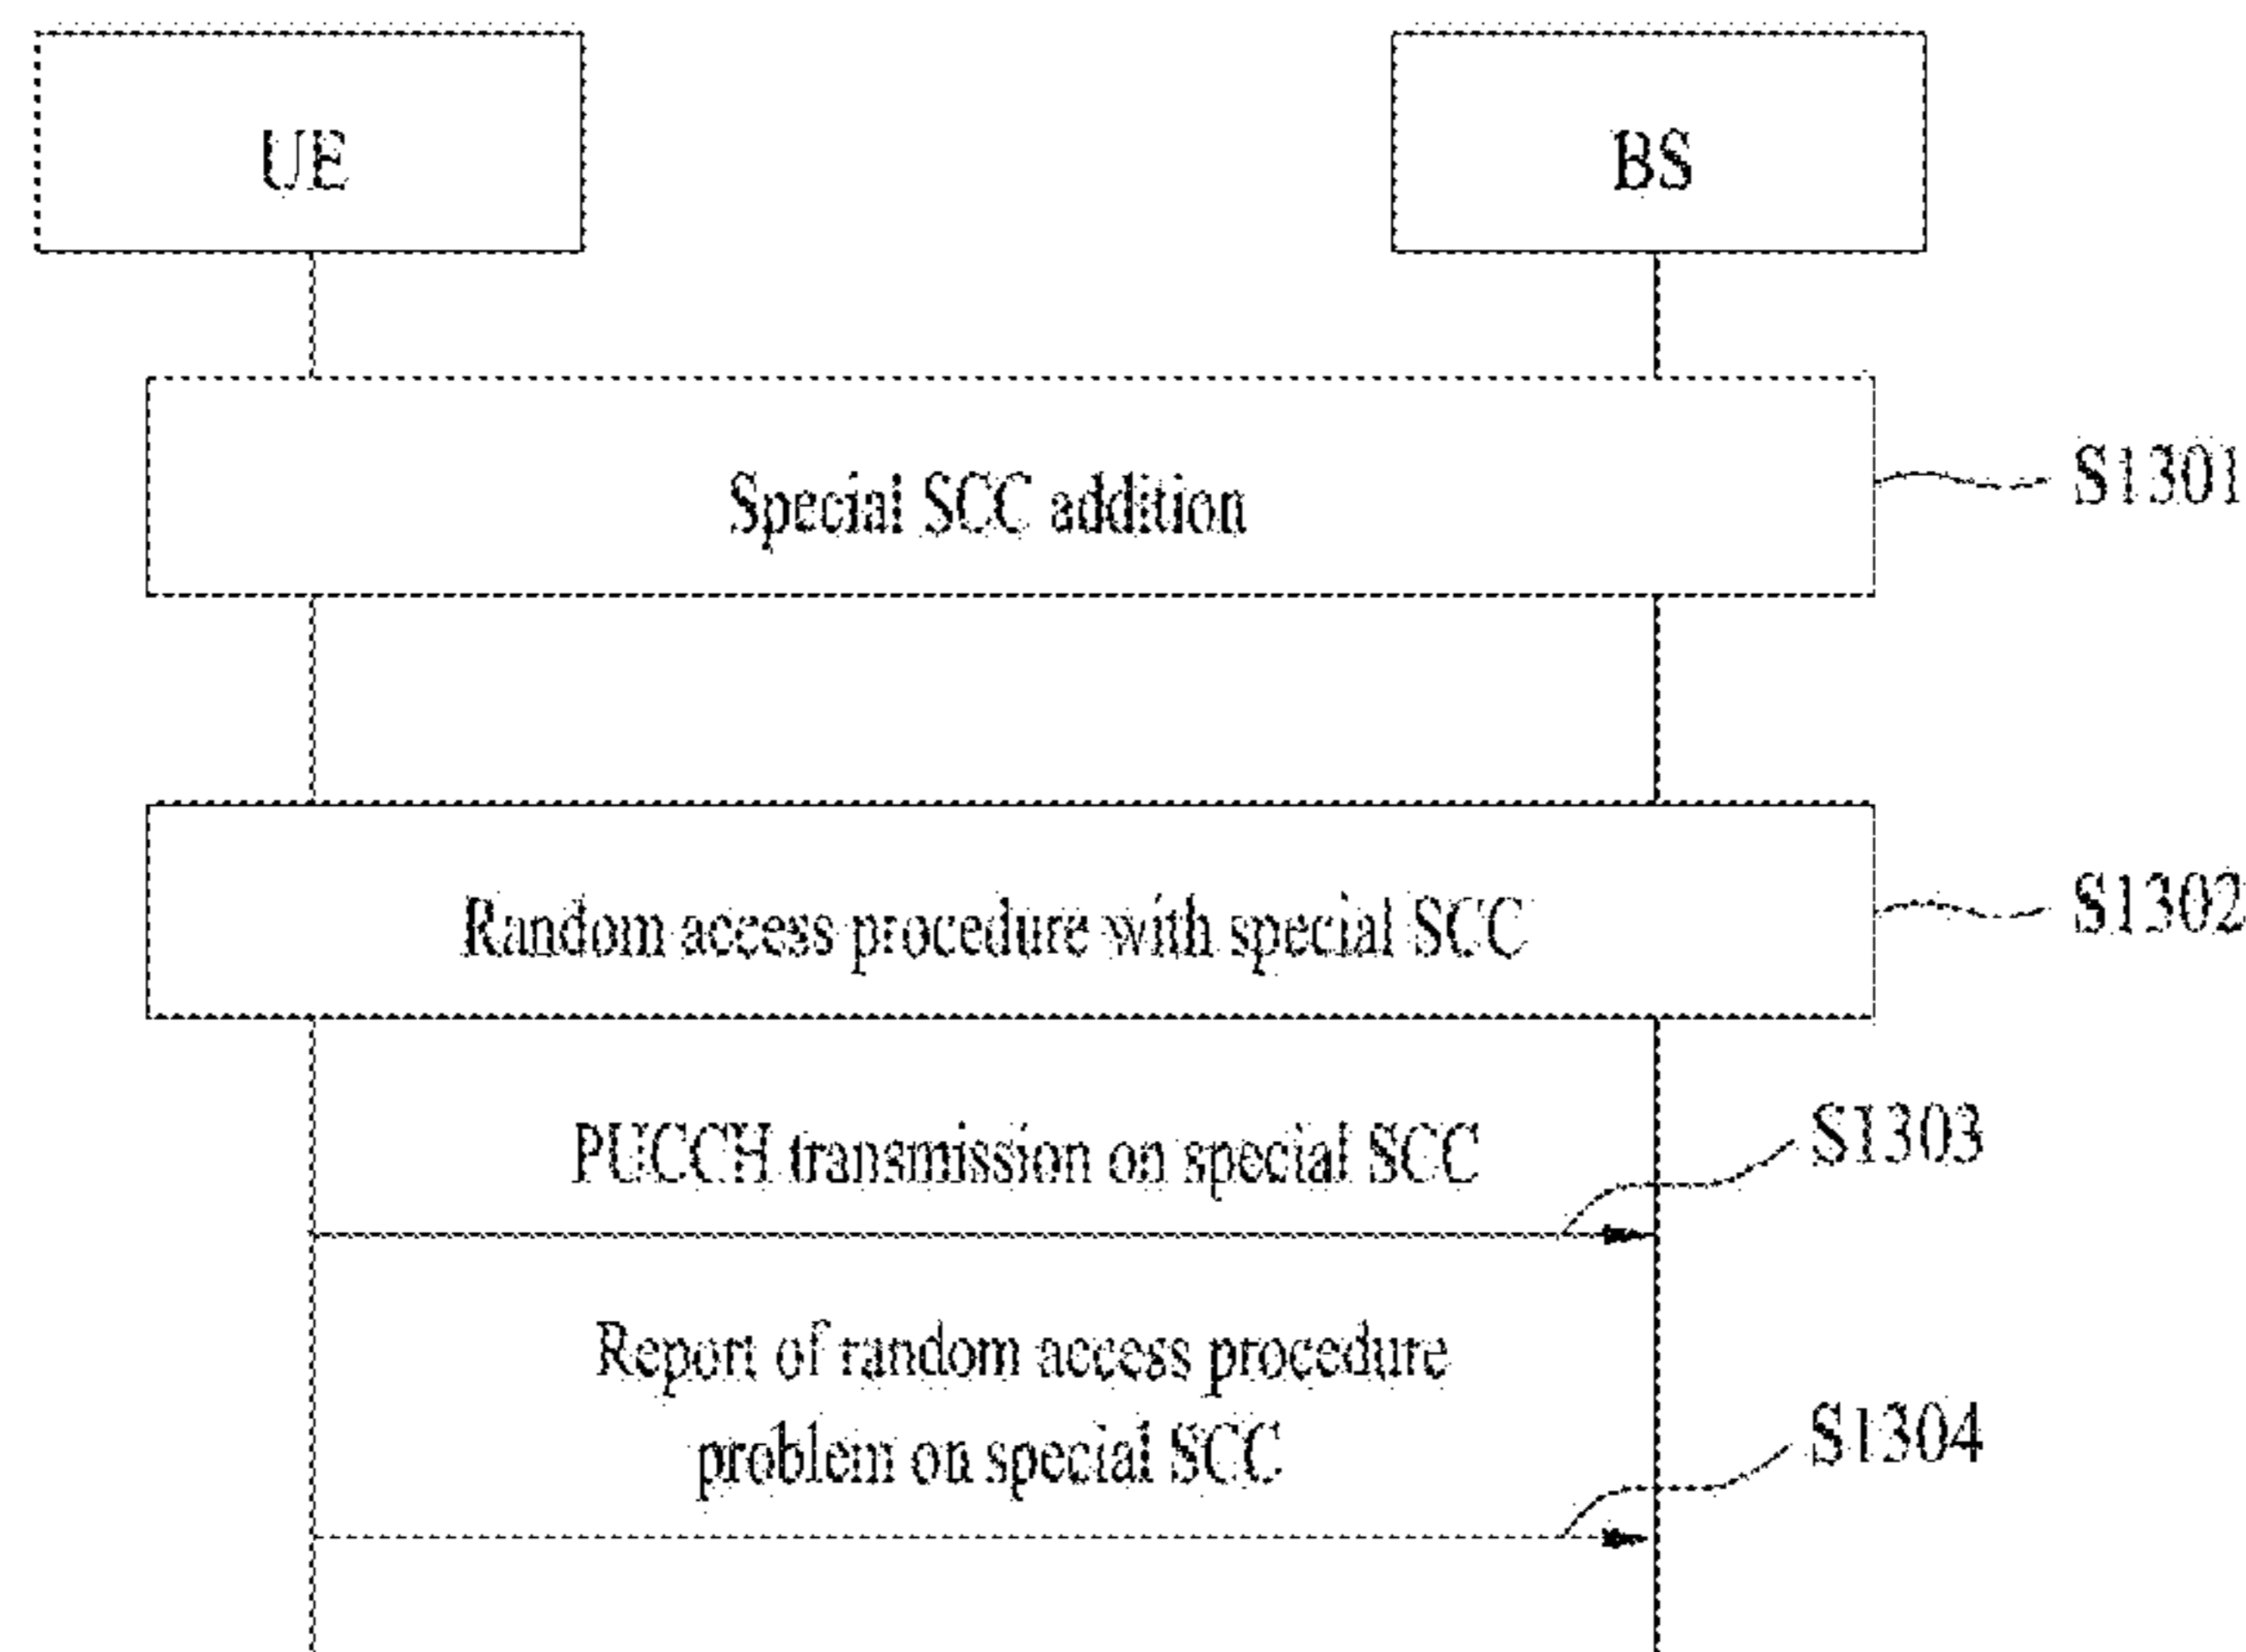 UE
BS
Special SCC addition
S1301
Random access procedure with special SCC
S1302
PUCCH transmission on special SCC
S1303
Report of random access procedure
problem on special SCC
S1304